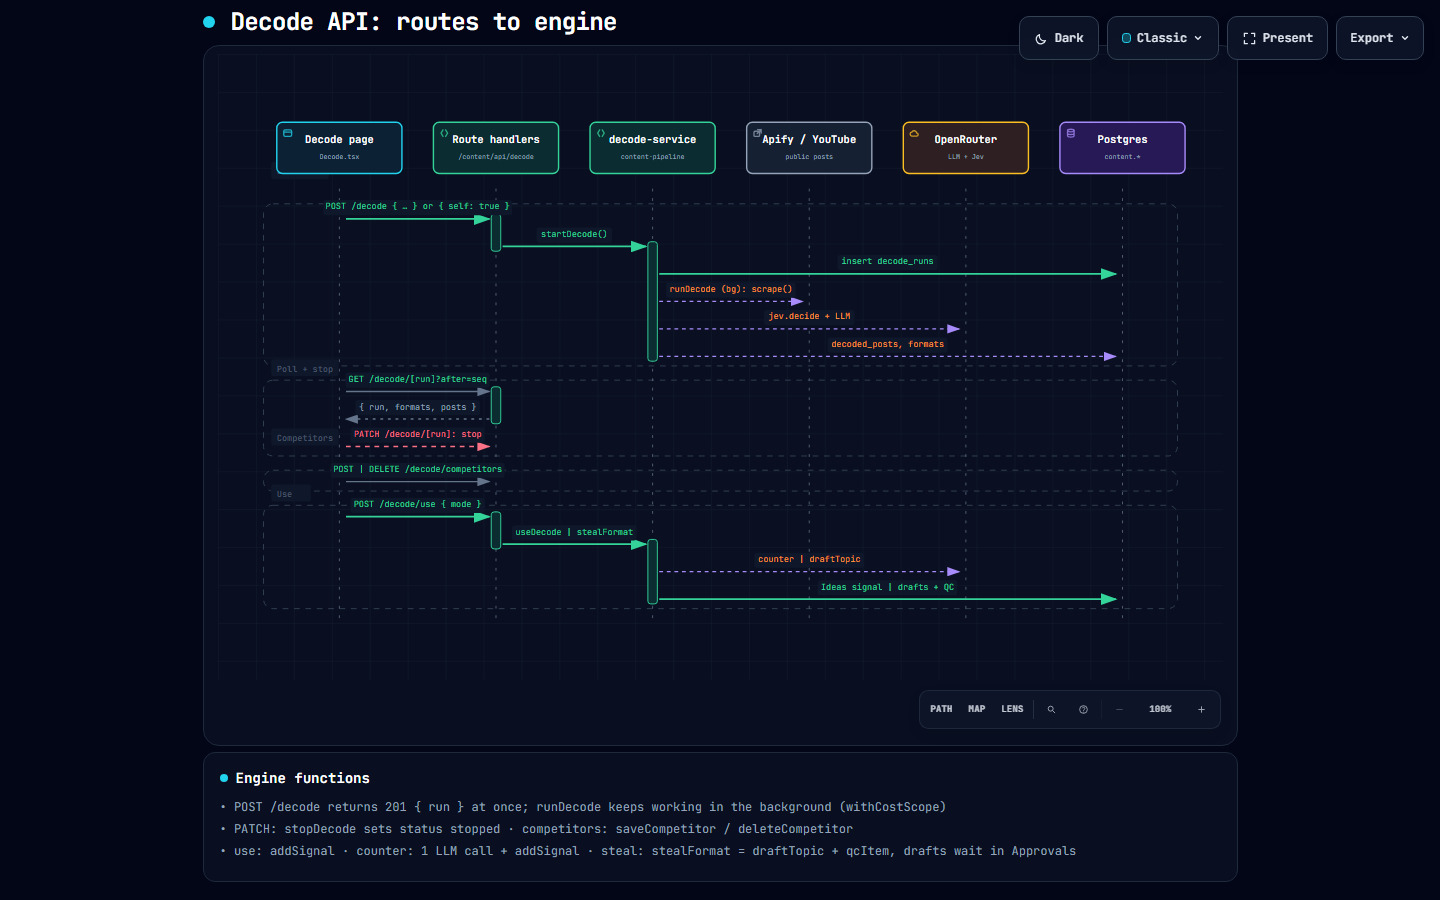 Decode API: routes to engine
Dark
Classic
Present
Export
Decode page
Decode.tsx
Route handlers
/content/api/decode
decode-service
content-pipeline
Apify / YouTube
public posts
OpenRouter
LLM + Jev
Postgres
content.*
POST /decode { … } or { self: true }
startDecode()
insert decode_runs
runDecode (bg): scrape()
jev.decide + LLM
decoded_posts, formats
Poll + stop
GET /decode/[run]?after=seq
{ run, formats, posts }
PATCH /decode/[run]: stop
Competitors
POST | DELETE /decode/competitors
Use
POST /decode/use { mode }
useDecode | stealFormat
counter | draftTopic
Ideas signal | drafts + QC
PATH MAP LENS
100%
Engine functions
• POST /decode returns 201 { run } at once; runDecode keeps working in the background (withCostScope)
• PATCH: stopDecode sets status stopped · competitors: saveCompetitor / deleteCompetitor
• use: addSignal · counter: 1 LLM call + addSignal · steal: stealFormat = draftTopic + qcItem, drafts wait in Approvals